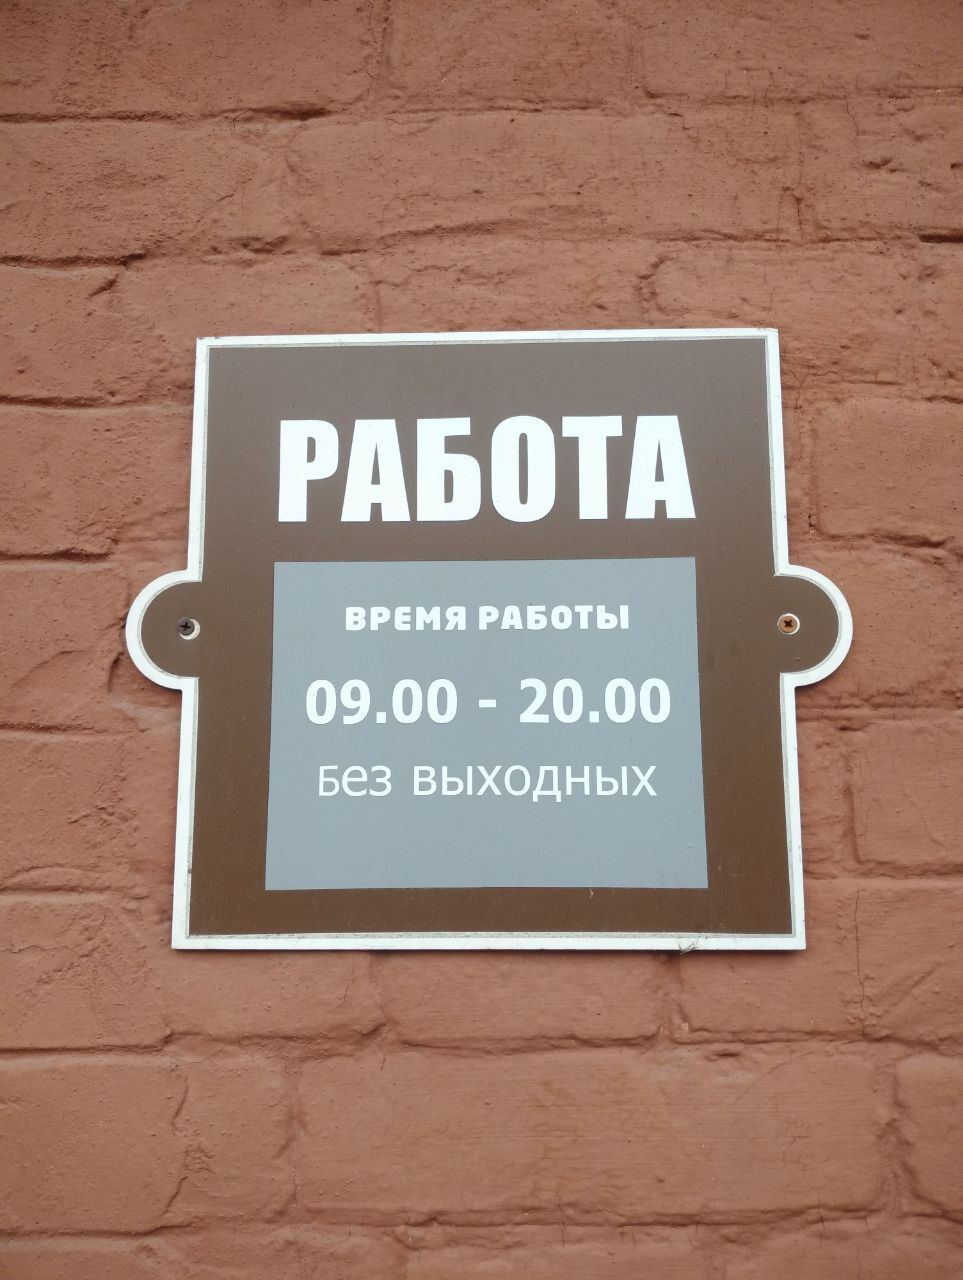 РАБОТА
ВРЕМЯ РАБОТЫ
09.00 - 20.00
без выходных